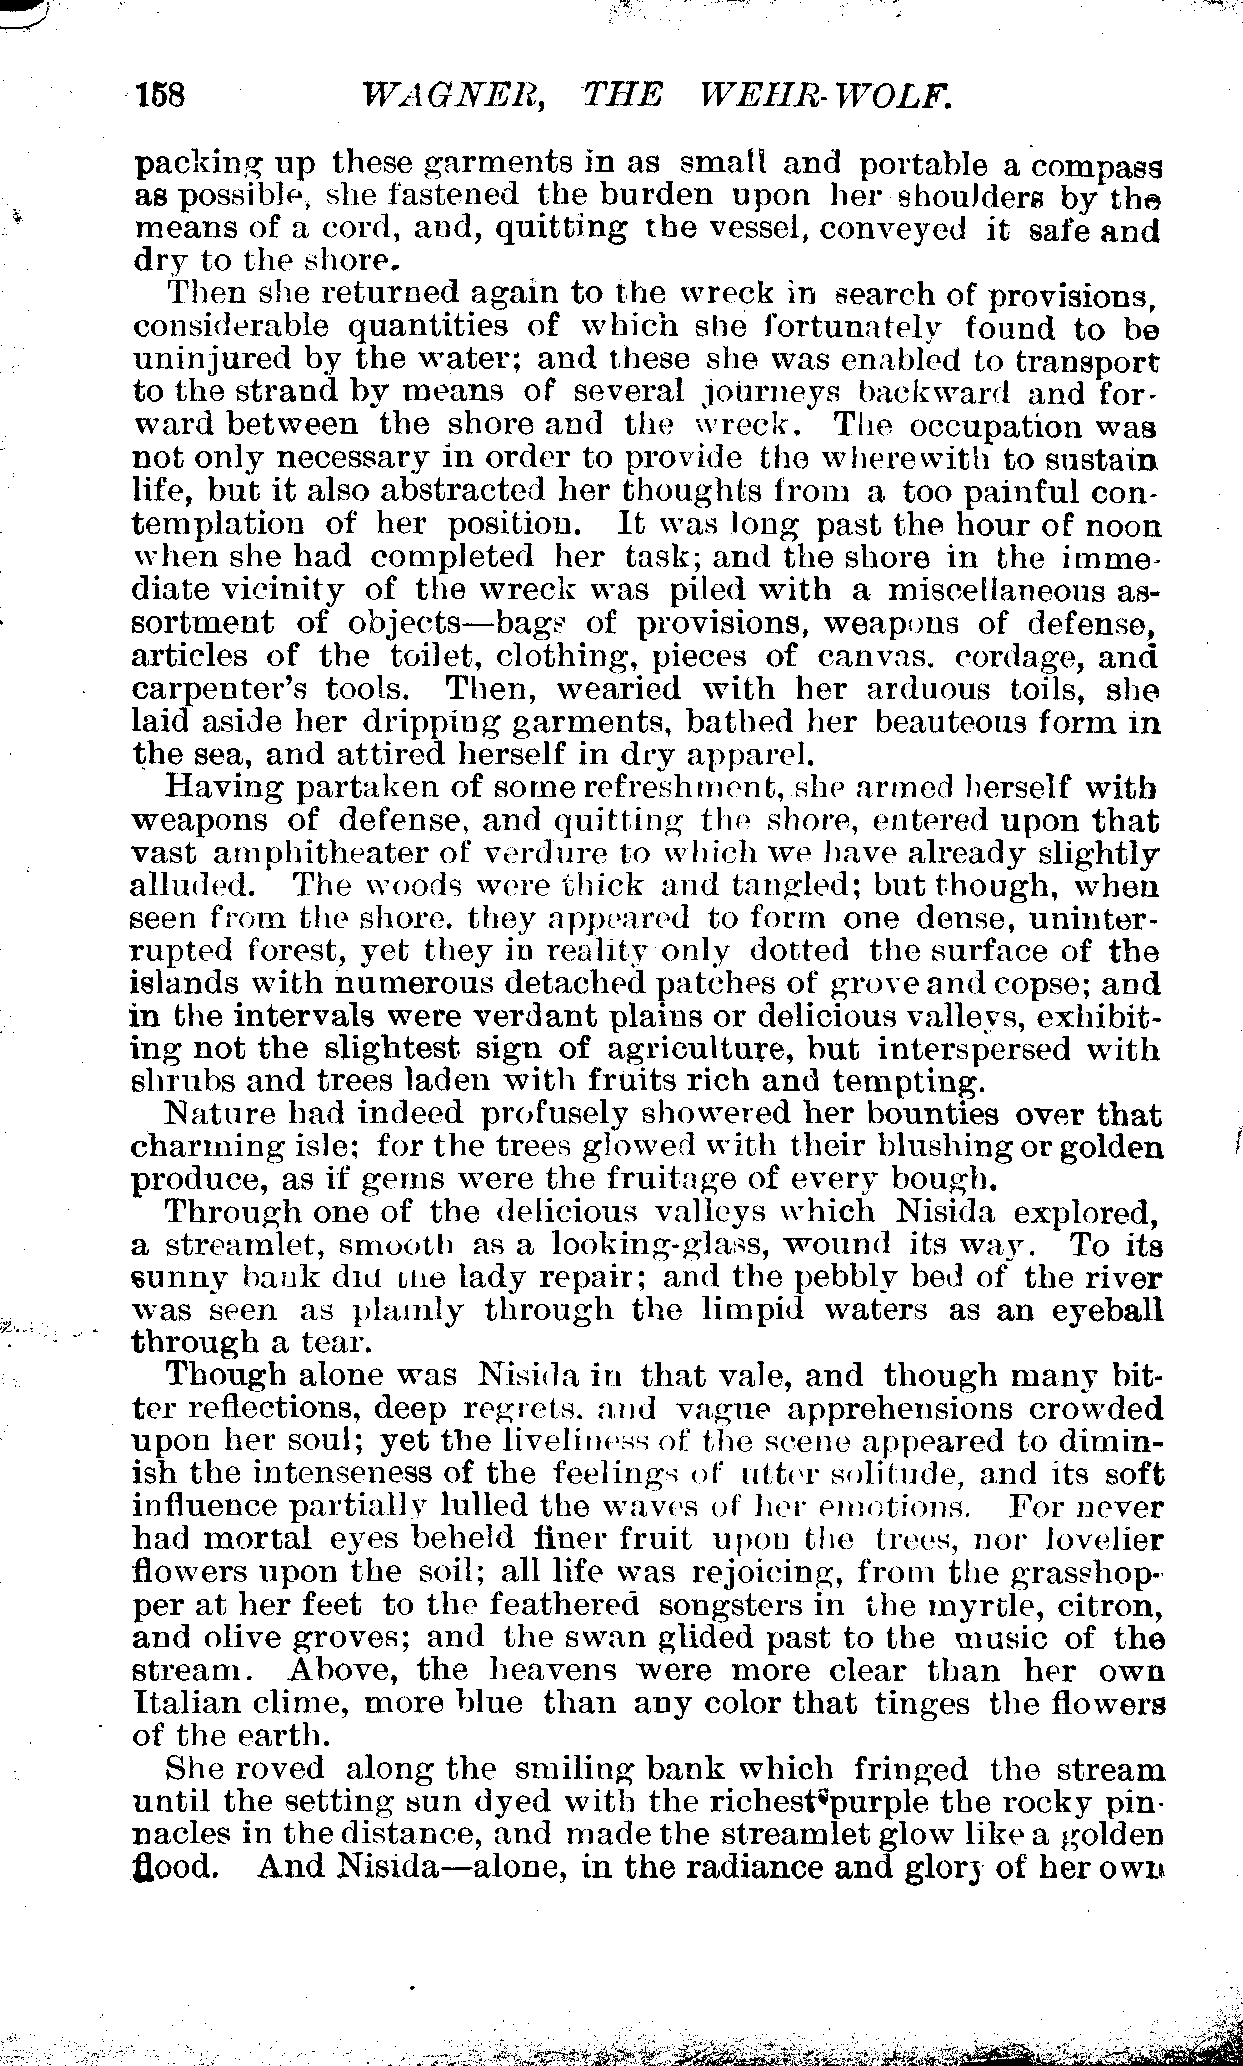 158 WAGNER, THE WEHR-WOLF.
packing up these garments in as small and portable a compass
as possible, she fastened the burden upon her shoulders by the
means of a cord, and, quitting the vessel, conveyed it safe and
dry to the shore.
Then she returned again to the wreck in search of provisions,
considerable quantities of which she fortunately found to be
uninjured by the water; and these she was enabled to transport
to the strand by means of several journeys backward and for-
ward between the shore and the wreck. The occupation was
not only necessary in order to provide the wherewith to sustain
life, but it also abstracted her thoughts from a too painful con-
templation of her position. It was long past the hour of noon
when she had completed her task; and the shore in the imme-
diate vicinity of the wreck was piled with a miscellaneous as-
sortment of objects—bags of provisions, weapons of defense,
articles of the toilet, clothing, pieces of canvas. cordage, and
carpenter's tools. Then, wearied with her arduous toils, she
laid aside her dripping garments, bathed her beauteous form in
the sea, and attired herself in dry apparel.
Having partaken of some refreshment, she armed herself with
weapons of defense, and quitting the shore, entered upon that
vast amphitheater of verdure to which we have already slightly
alluded. The woods were thick and tangled; but though, when
seen from the shore. they appeared to form one dense, uninter-
rupted forest, yet they in reality only dotted the surface of the
islands with numerous detached patches of grove and copse; and
in the intervals were verdant plains or delicious valleys, exhibit-
ing not the slightest sign of agriculture, but interspersed with
shrubs and trees laden with fruits rich and tempting.
Nature had indeed profusely showered her bounties over that
charming isle; for the trees glowed with their blushing or golden
produce, as if gems were the fruitage of every bough.
Through one of the delicious valleys which Nisida explored,
a streamlet, smooth as a looking-glass, wound its way. To its
sunny bank did the lady repair; and the pebbly bed of the river
was seen as plainly through the limpid waters as an eyeball
through a tear.
Though alone was Nisida in that vale, and though many bit-
ter reflections, deep regrets. and vague apprehensions crowded
upon her soul; yet the liveliness of the scene appeared to dimin-
ish the intenseness of the feelings of utter solitude, and its soft
influence partially lulled the waves of her emotions. For never
had mortal eyes beheld finer fruit upon the trees, nor lovelier
flowers upon the soil; all life was rejoicing, from the grasshop-
per at her feet to the feathered songsters in the myrtle, citron,
and olive groves; and the swan glided past to the music of the
stream. Above, the heavens were more clear than her own
Italian clime, more blue than any color that tinges the flowers
of the earth.
She roved along the smiling bank which fringed the stream
until the setting sun dyed with the richest purple the rocky pin-
nacles in the distance, and made the streamlet glow like a golden
flood. And Nisida—alone, in the radiance and glory of her own